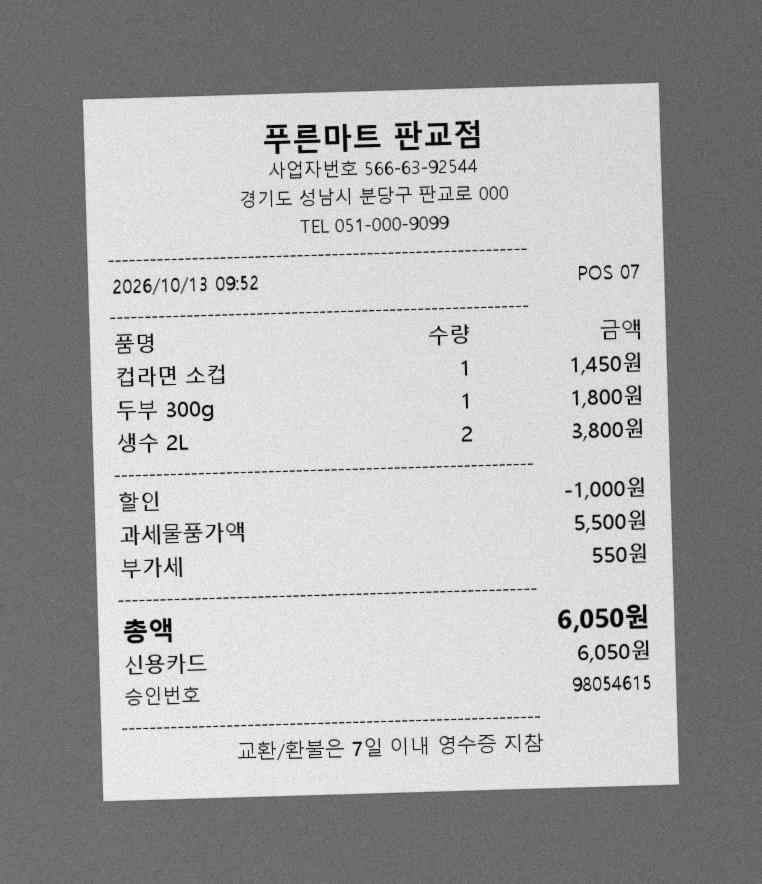 푸른마트 판교점
사업자번호 566-63-92544
경기도 성남시 분당구 판교로 000
TEL 051-000-9099
2026/10/13 09:52 POS 07
품명 수량 금액
컵라면 소컵 1 1,450원
두부 300g 1 1,800원
생수 2L 2 3,800원
할인 -1,000원
과세물품가액 5,500원
부가세 550원
총액 6,050원
신용카드 6,050원
승인번호 98054615
교환/환불은 7일 이내 영수증 지참